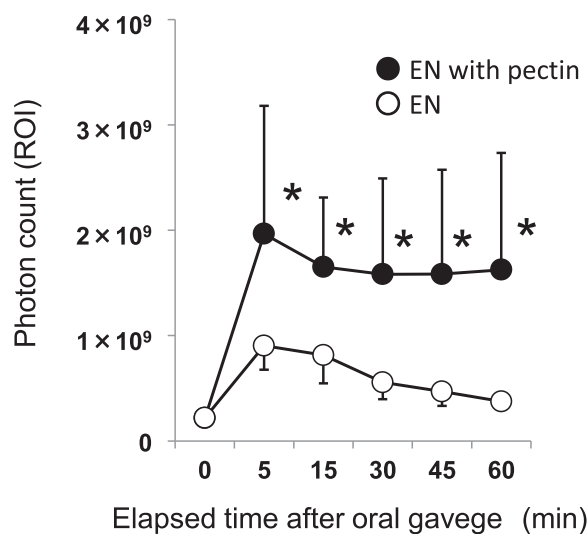 4 × 10⁹
EN with pectin
EN
3 × 10⁹
*
2 × 10⁹
* * * *
1 × 10⁹
0
Photon count (ROI)
0 5 15 30 45 60
Elapsed time after oral gavege (min)